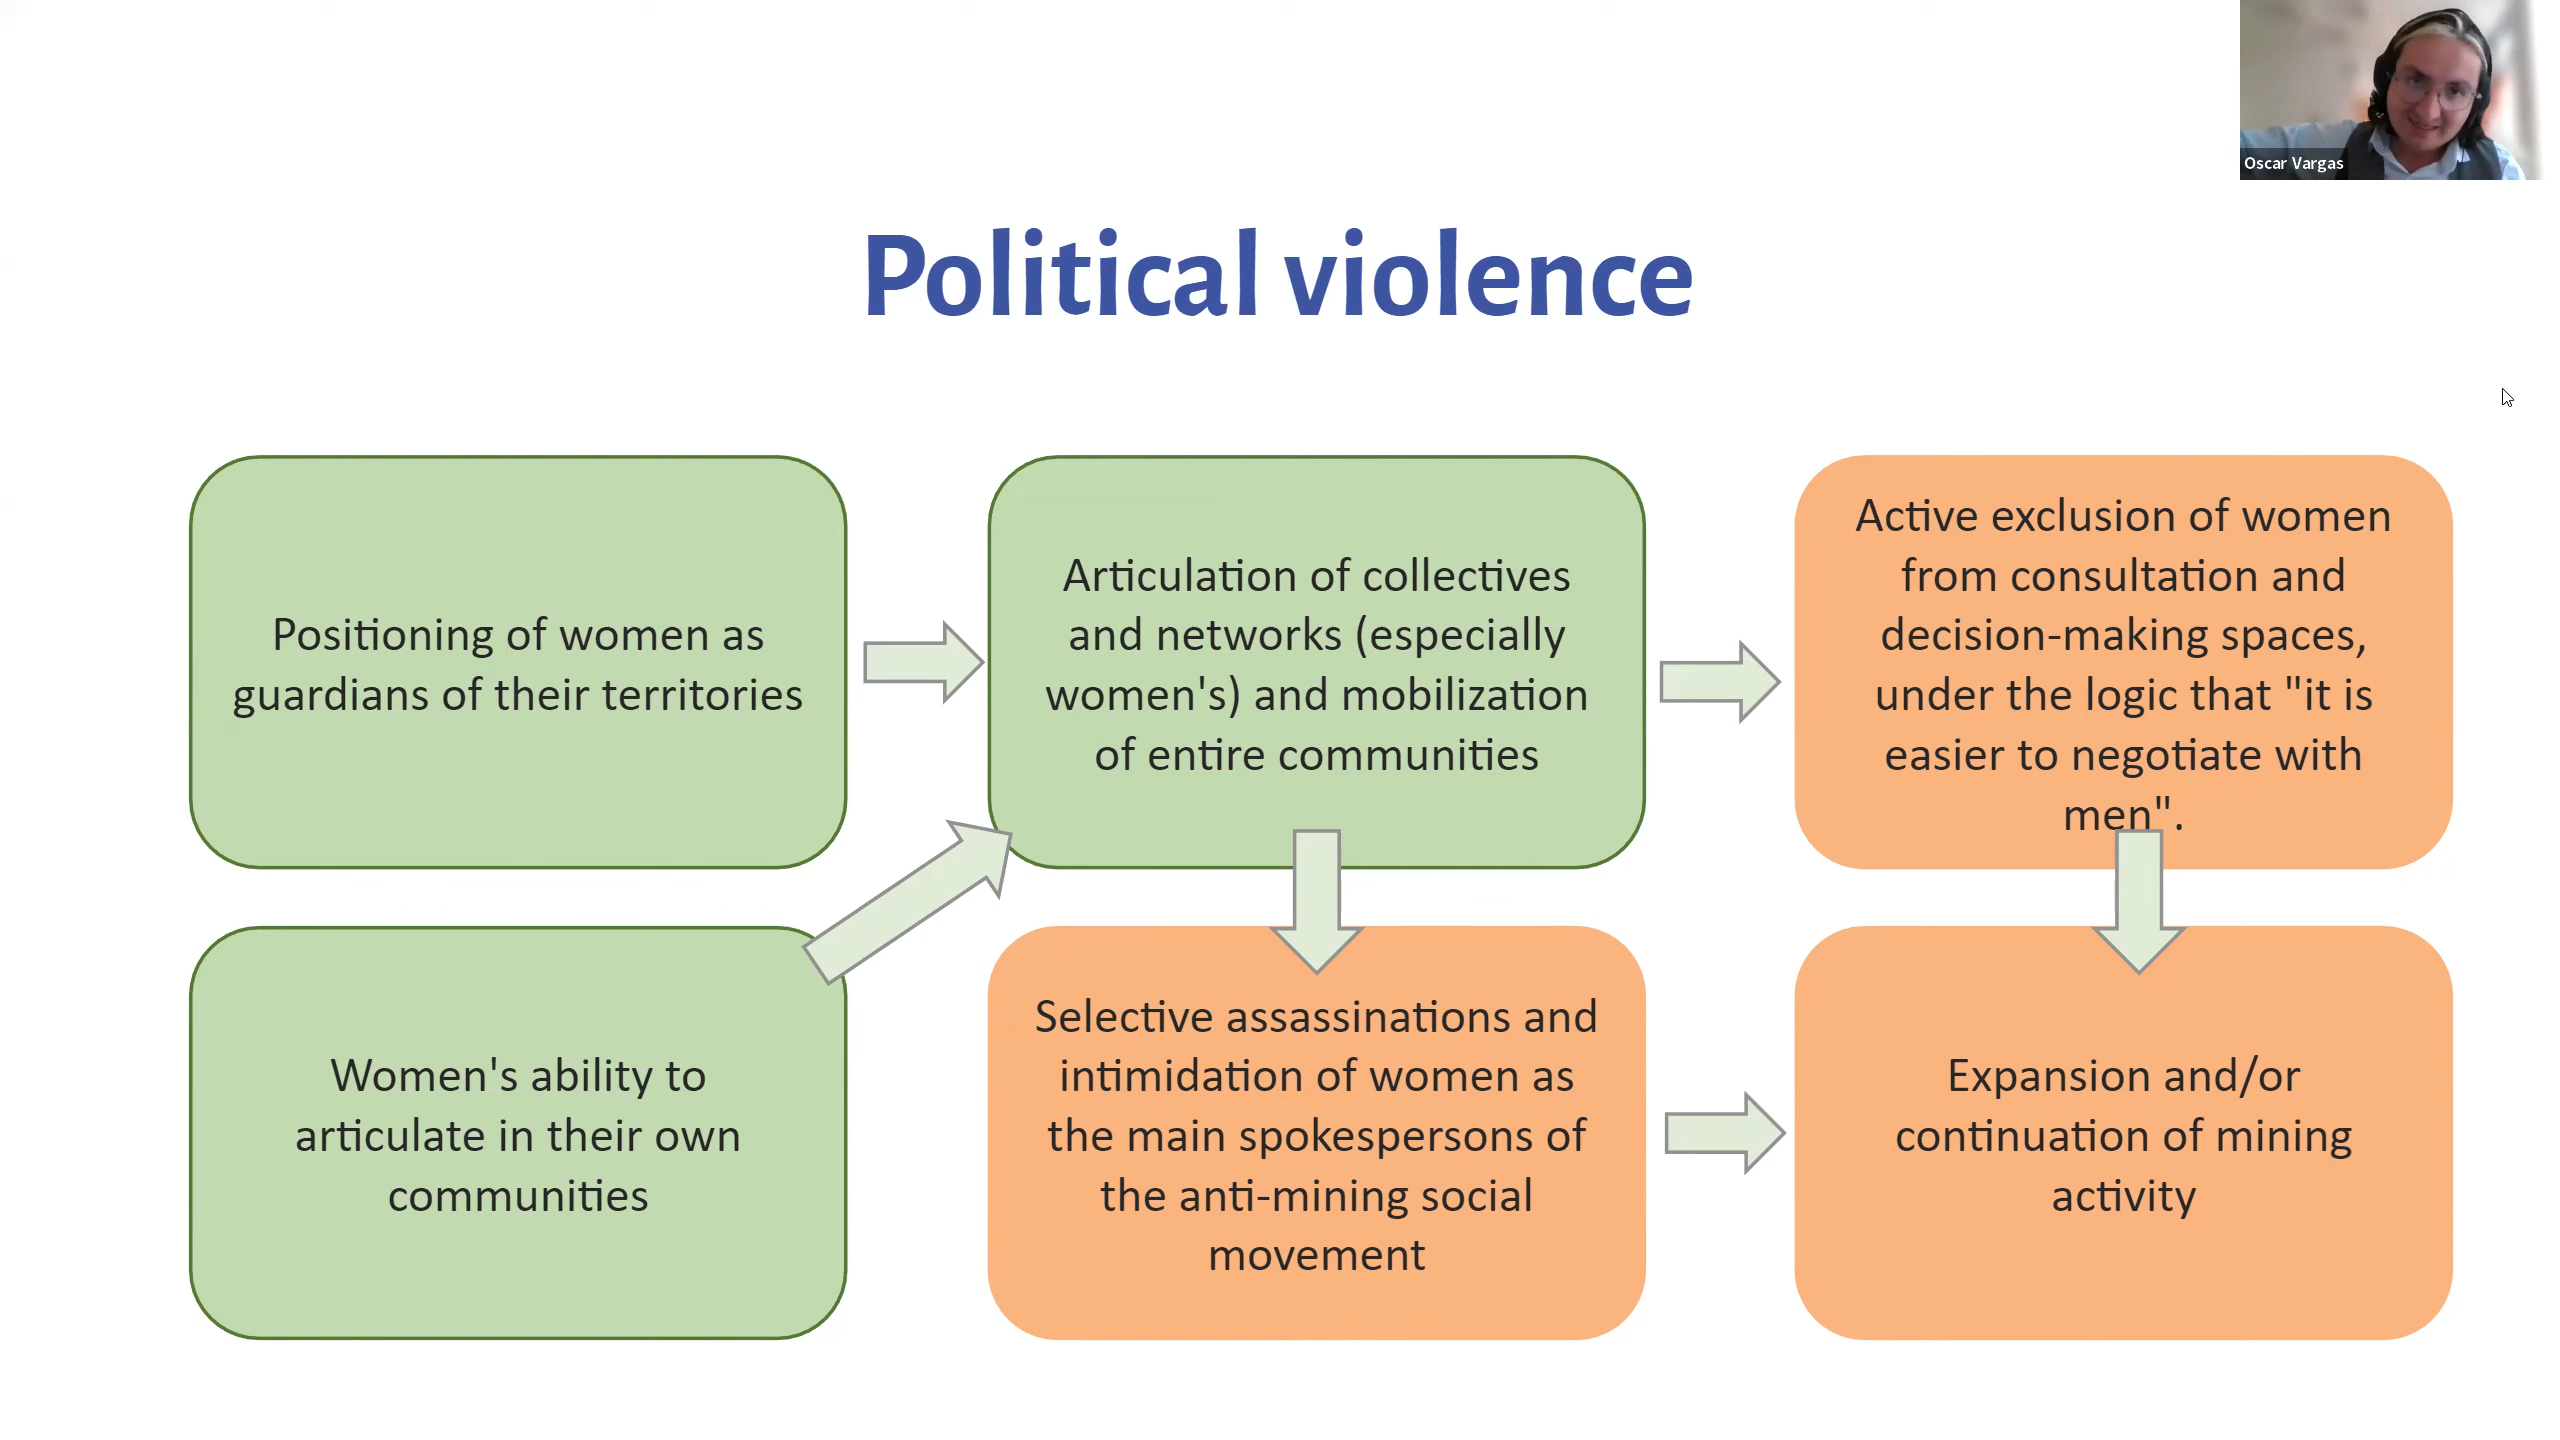 Oscar Vargas
Political violence
Positioning of women as
guardians of their territories
Articulation of collectives
and networks (especially
women's) and mobilization
of entire communities
Active exclusion of women
from consultation and
decision-making spaces,
under the logic that "it is
easier to negotiate with
men".
Women's ability to
articulate in their own
communities
Selective assassinations and
intimidation of women as
the main spokespersons of
the anti-mining social
movement
Expansion and/or
continuation of mining
activity